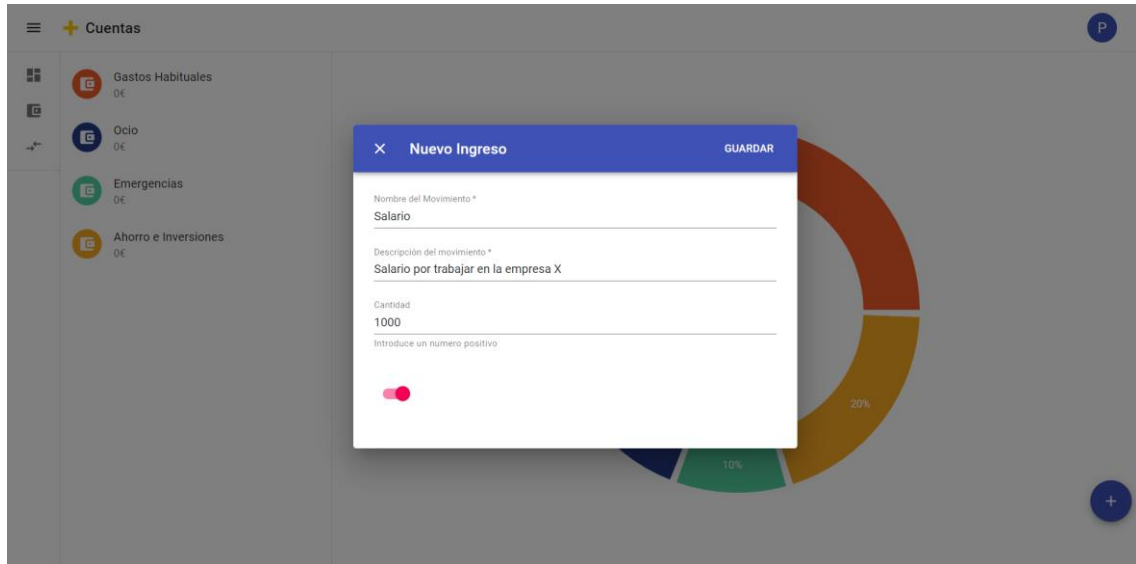 Cuentas
P
Gastos Habituales
0€
Ocio
0€
Emergencias
0€
Ahorro e Inversiones
0€
Nuevo Ingreso
GUARDAR
Nombre del Movimiento *
Salario
Descripción del movimiento *
Salario por trabajar en la empresa X
Cantidad
1000
Introduce un numero positivo
20%
10%